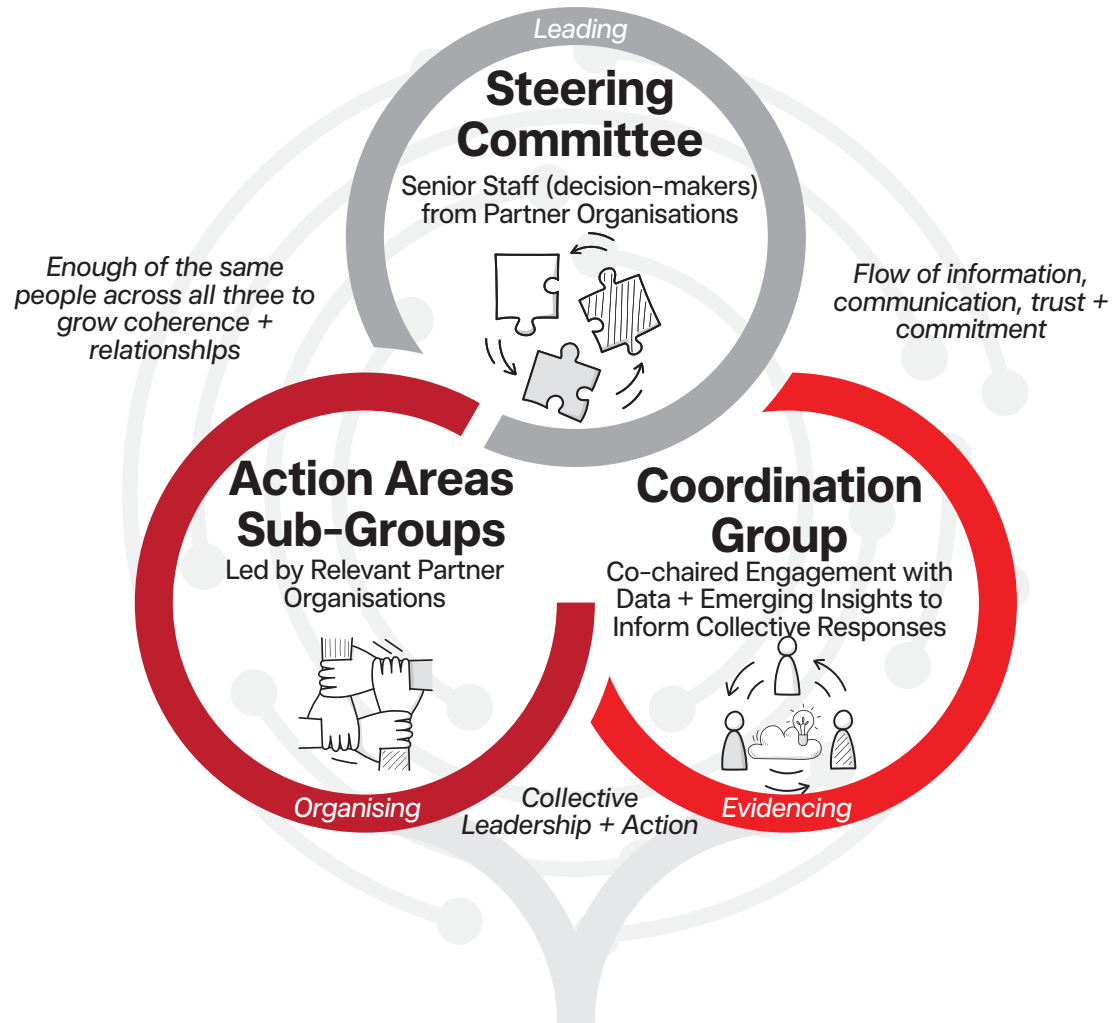 Leading
Steering
Committee
Senior Staff (decision-makers)
from Partner Organisations
Enough of the same
people across all three to
grow coherence +
relationshIps
Flow of information,
communication, trust +
commitment
Action Areas
Sub-Groups
Led by Relevant Partner
Organisations
Coordination
Group
Co-chaired Engagement with
Data + Emerging Insights to
Inform Collective Responses
Organising
Collective
Leadership + Action
Evidencing